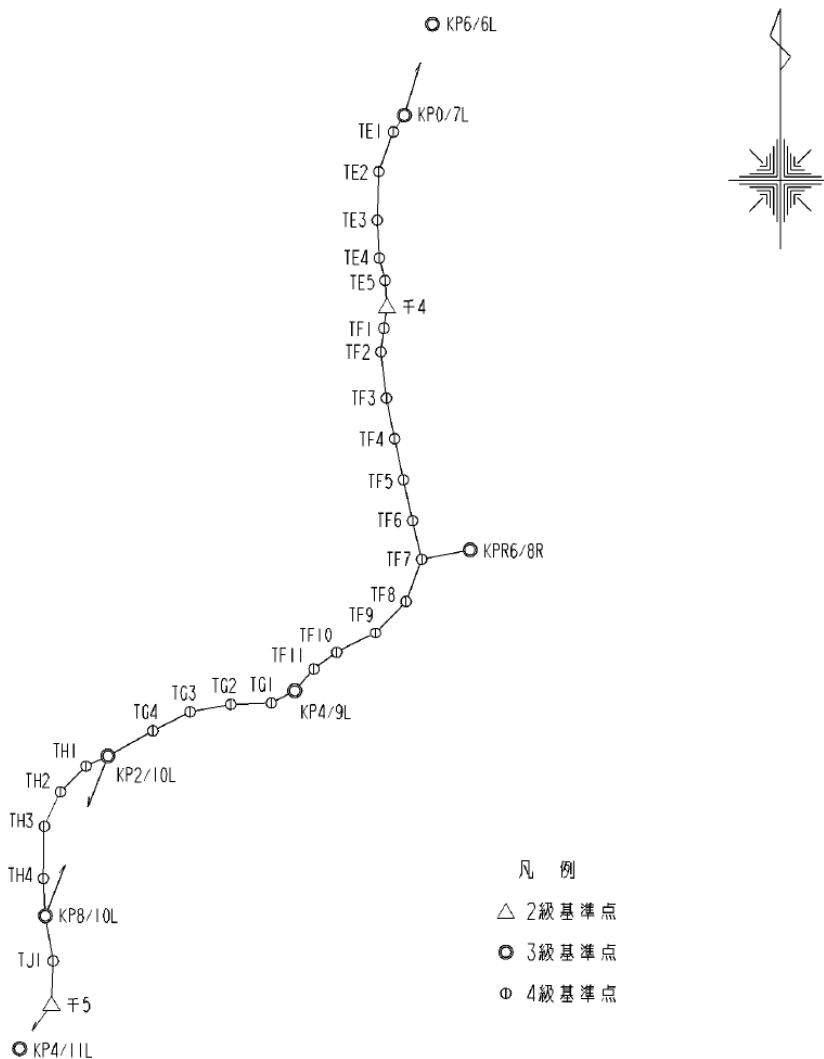 KP6/6L
KP0/7L
TE1
TE2
TE3
TE4
TE5
千4
TF1
TF2
TF3
TF4
TF5
TF6
KPR6/8R
TF7
TF8
TF9
TF10
TF11
TG1
TG2
TG3
KP4/9L
TG4
TH1
KP2/10L
TH2
TH3
TH4
KP8/10L
TJ1
千5
KP4/11L
凡 例
2級基準点
3級基準点
4級基準点